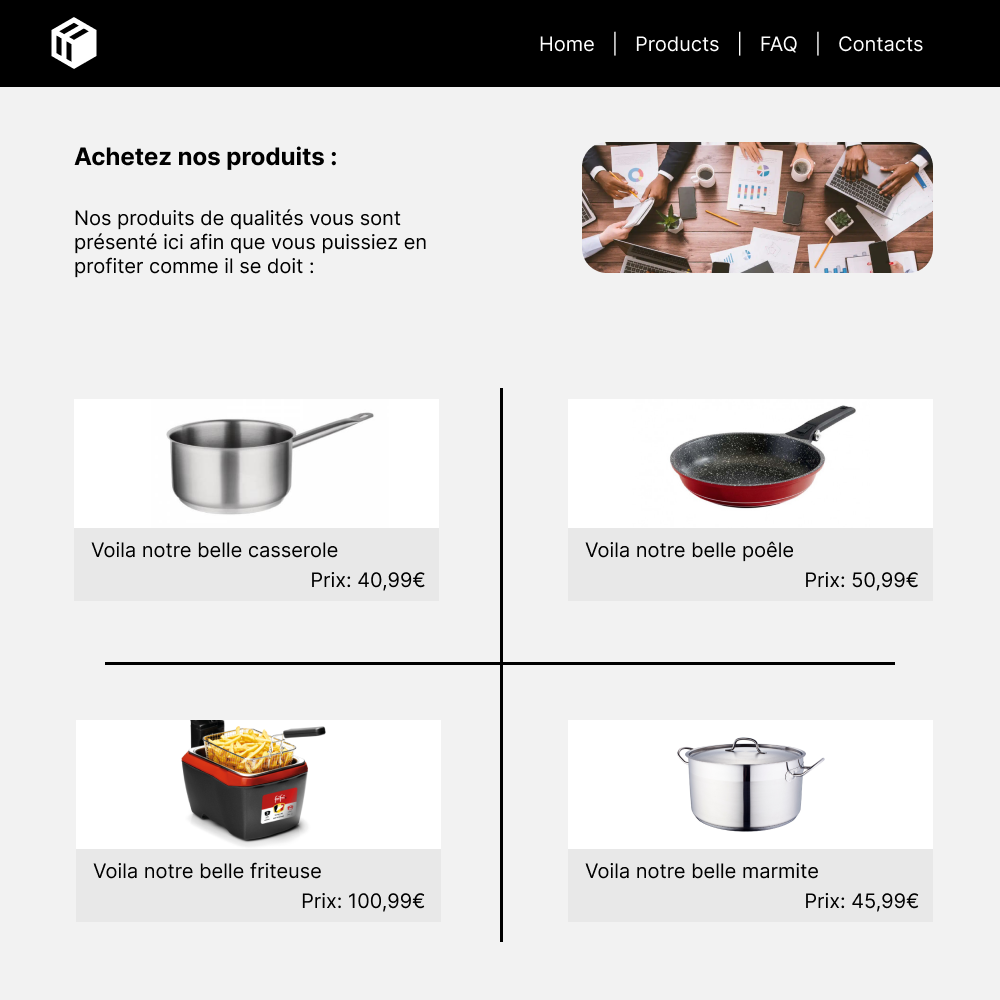 Home | Products | FAQ | Contacts
Achetez nos produits :
Nos produits de qualités vous sont
présenté ici afin que vous puissiez en
profiter comme il se doit :
Voila notre belle casserole
Prix: 40,99€
Voila notre belle poêle
Prix: 50,99€
Voila notre belle friteuse
Prix: 100,99€
Voila notre belle marmite
Prix: 45,99€